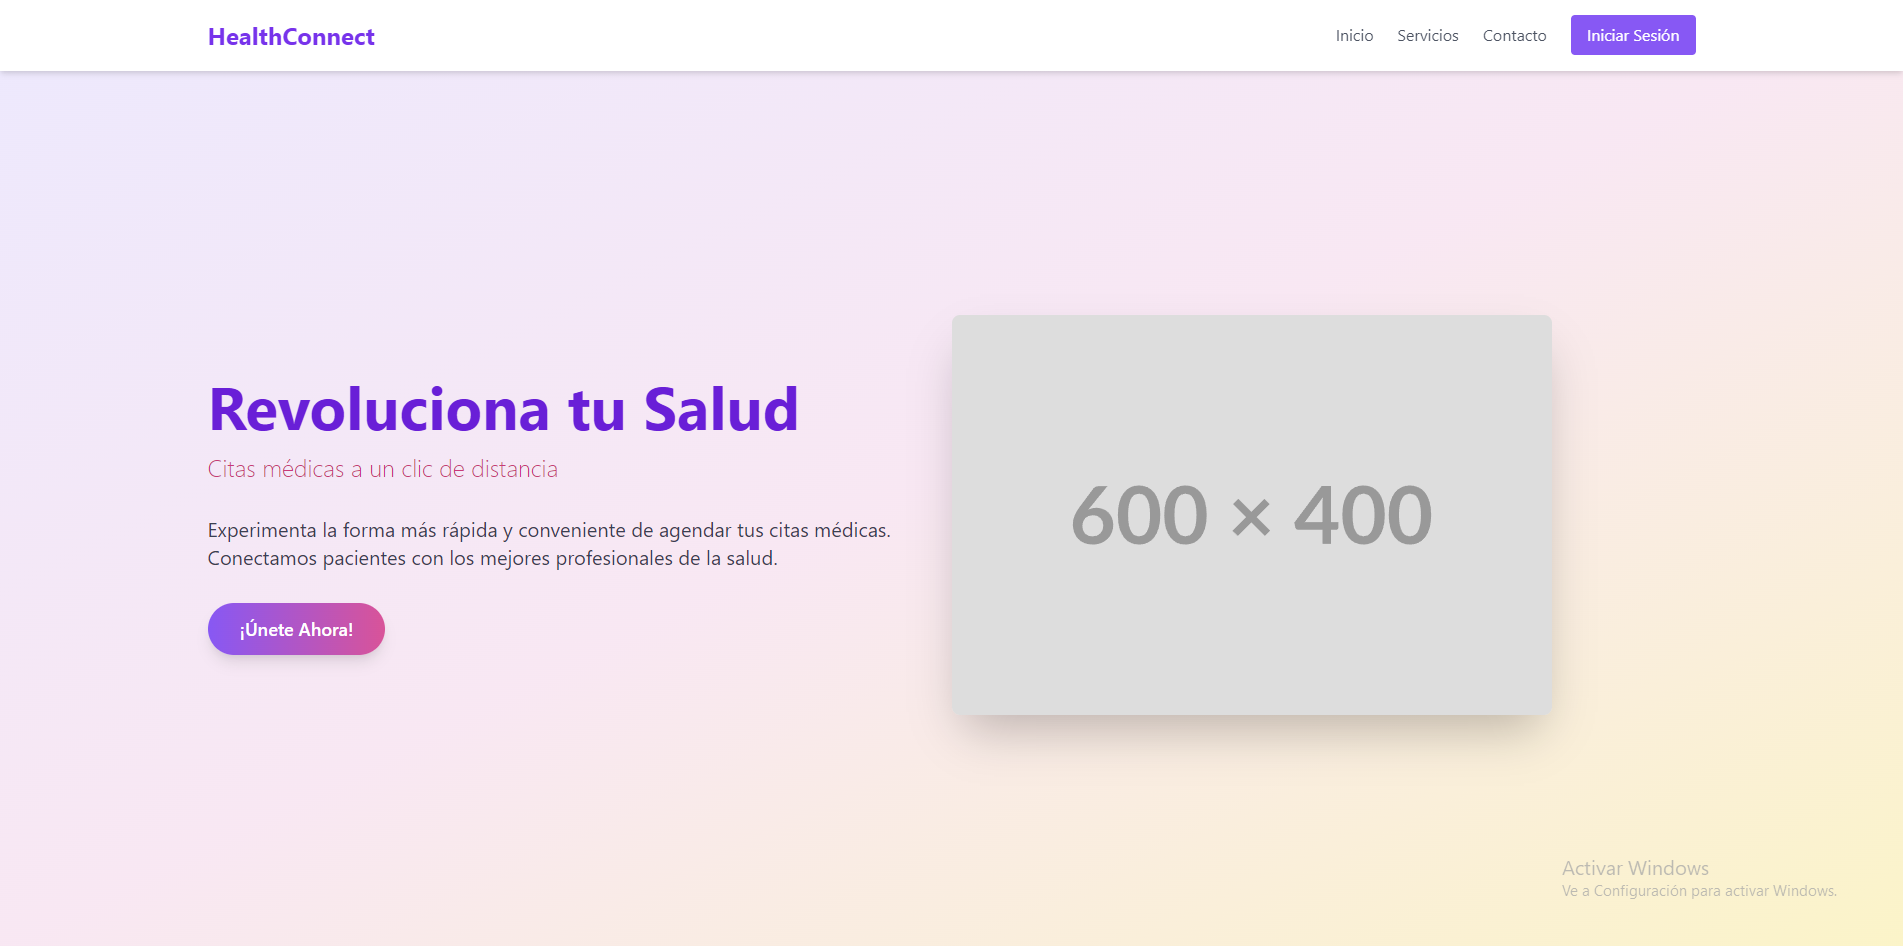 HealthConnect
Inicio
Servicios
Contacto
Iniciar Sesión
Revoluciona tu Salud
Citas médicas a un clic de distancia
Experimenta la forma más rápida y conveniente de agendar tus citas médicas.
Conectamos pacientes con los mejores profesionales de la salud.
¡Únete Ahora!
600 × 400
Activar Windows
Ve a Configuración para activar Windows.